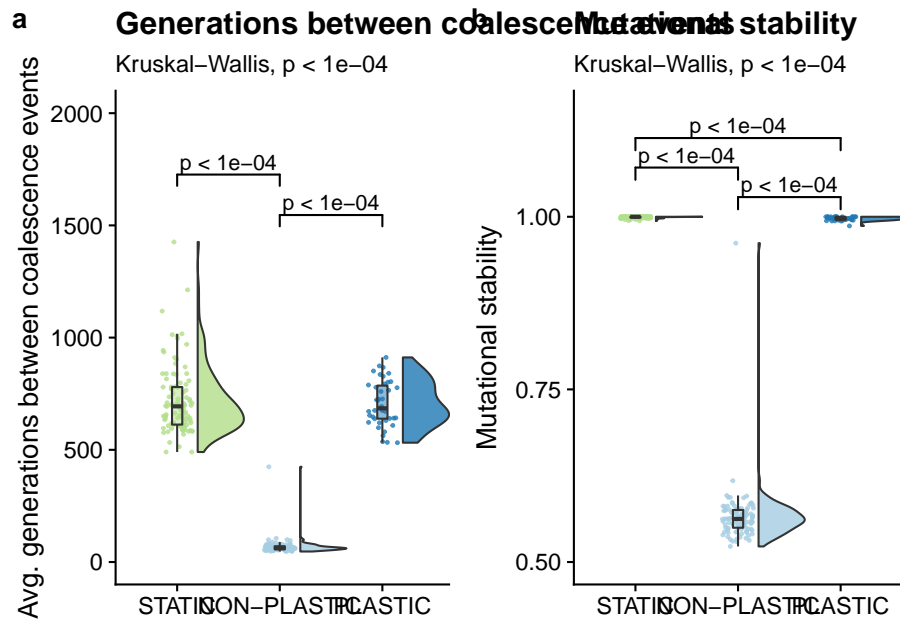 a
Generations between coalescence events
Kruskal−Wallis, p < 1e−04
Avg. generations between coalescence events
2000
1500
1000
500
0
p < 1e−04
p < 1e−04
STATIC
NON−PLASTIC
PLASTIC
b
Mutational stability
Kruskal−Wallis, p < 1e−04
Mutational stability
1.00
0.75
0.50
p < 1e−04
p < 1e−04
p < 1e−04
STATIC
NON−PLASTIC
PLASTIC